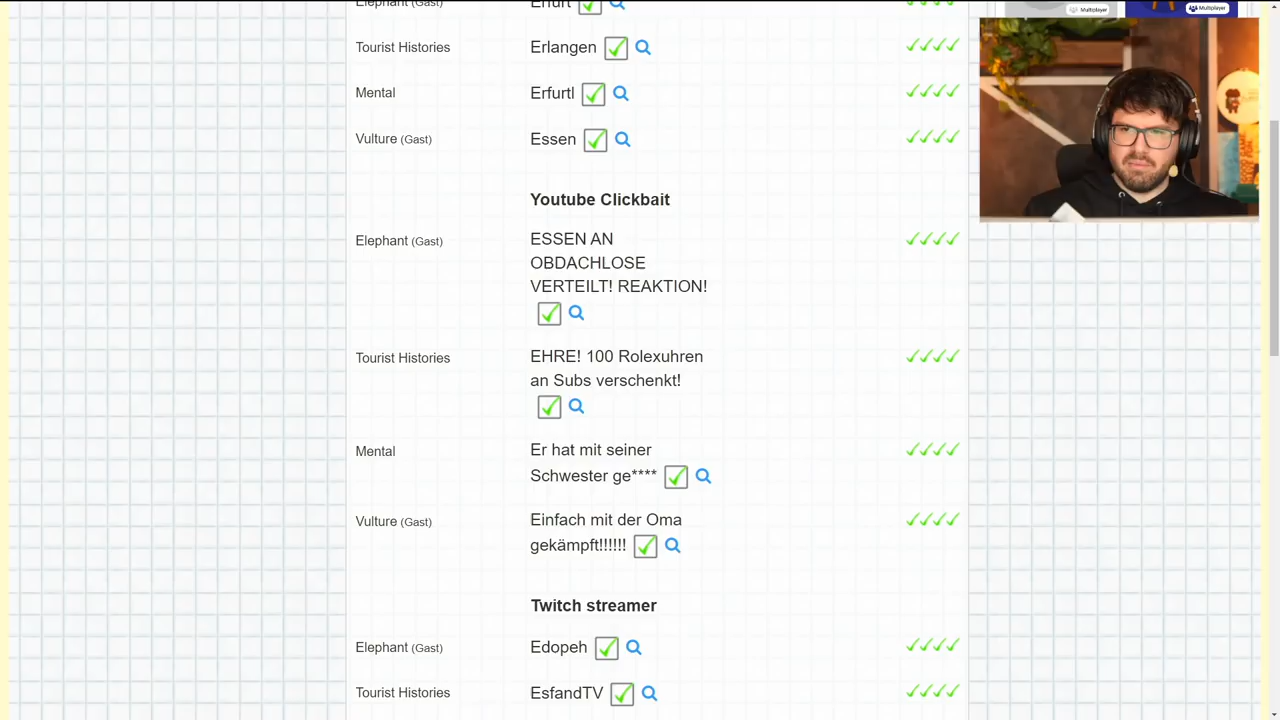 Elephant (Gast) Erfurt
Multiplayer Multiplayer
Tourist Histories Erlangen
Mental Erfurtl
Vulture (Gast) Essen
Youtube Clickbait
Elephant (Gast) ESSEN AN
OBDACHLOSE
VERTEILT! REAKTION!
Tourist Histories EHRE! 100 Rolexuhren
an Subs verschenkt!
Mental Er hat mit seiner
Schwester ge****
Vulture (Gast) Einfach mit der Oma
gekämpft!!!!!!
Twitch streamer
Elephant (Gast) Edopeh
Tourist Histories EsfandTV